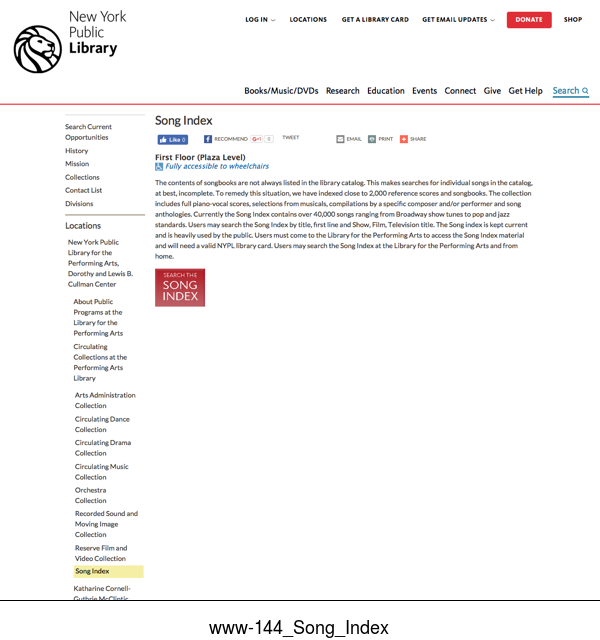 New York
Public
Library
LOG IN
LOCATIONS
GET A LIBRARY CARD
GET EMAIL UPDATES
DONATE
SHOP
Books/Music/DVDs Research Education Events Connect Give Get Help Search
Search Current
Opportunities
History
Mission
Collections
Contact List
Divisions
Locations
New York Public
Library for the
Performing Arts,
Dorothy and Lewis B.
Cullman Center
About Public
Programs at the
Library for the
Performing Arts
Circulating
Collections at the
Performing Arts
Library
Arts Administration
Collection
Circulating Dance
Collection
Circulating Drama
Collection
Circulating Music
Collection
Orchestra
Collection
Recorded Sound and
Moving Image
Collection
Reserve Film and
Video Collection
Song Index
Katharine Cornell-
Guthrie McClintic
Song Index
Like 0 RECOMMEND G+1 0 TWEET EMAIL PRINT SHARE
First Floor (Plaza Level)
Fully accessible to wheelchairs
The contents of songbooks are not always listed in the library catalog. This makes searches for individual songs in the catalog,
at best, incomplete. To remedy this situation, we have indexed close to 2,000 reference scores and songbooks. The collection
includes full piano-vocal scores, selections from musicals, compilations by a specific composer and/or performer and song
anthologies. Currently the Song Index contains over 40,000 songs ranging from Broadway show tunes to pop and jazz
standards. Users may search the Song Index by title, first line and Show, Film, Television title. The Song index is kept current
and is heavily used by the public. Users must come to the Library for the Performing Arts to access the Song Index material
and will need a valid NYPL library card. Users may search the Song Index at the Library for the Performing Arts and from
home.
SEARCH THE
SONG
INDEX
www-144_Song_Index